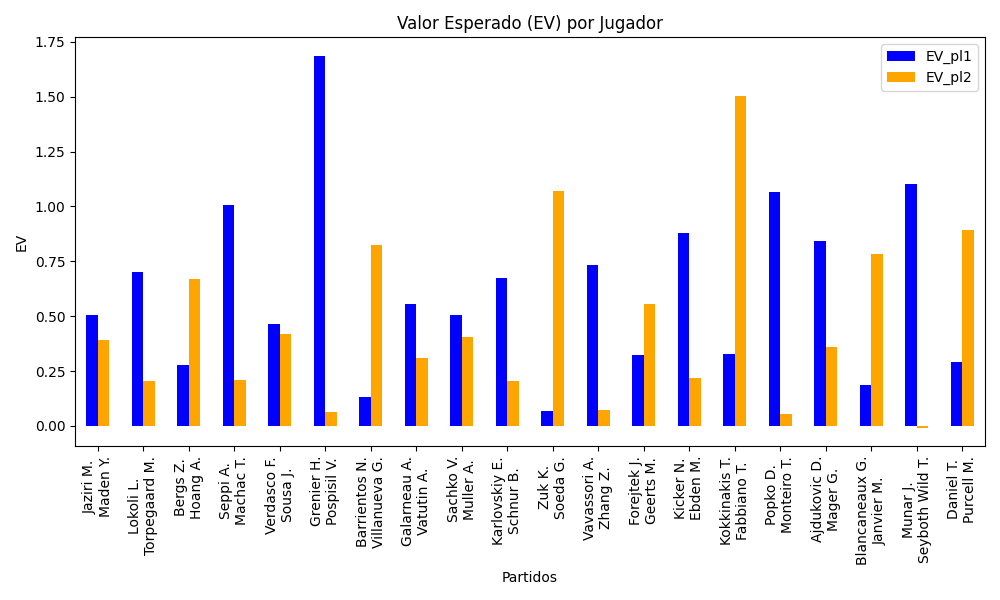 Valor Esperado (EV) por Jugador
EV_pl1
EV_pl2
EV
1.75
1.50
1.25
1.00
0.75
0.50
0.25
0.00
Jaziri M.
Maden Y.
Lokoli L.
Torpegaard M.
Bergs Z.
Hoang A.
Seppi A.
Machac T.
Verdasco F.
Sousa J.
Grenier H.
Pospisil V.
Barrientos N.
Villanueva G.
Galarneau A.
Vatutin A.
Sachko V.
Muller A.
Karlovskiy E.
Schnur B.
Zuk K.
Soeda G.
Vavassori A.
Zhang Z.
Forejtek J.
Geerts M.
Kicker N.
Ebden M.
Kokkinakis T.
Fabbiano T.
Popko D.
Monteiro T.
Ajdukovic D.
Mager G.
Blancaneaux G.
Janvier M.
Munar J.
Seyboth Wild T.
Daniel T.
Purcell M.
Partidos